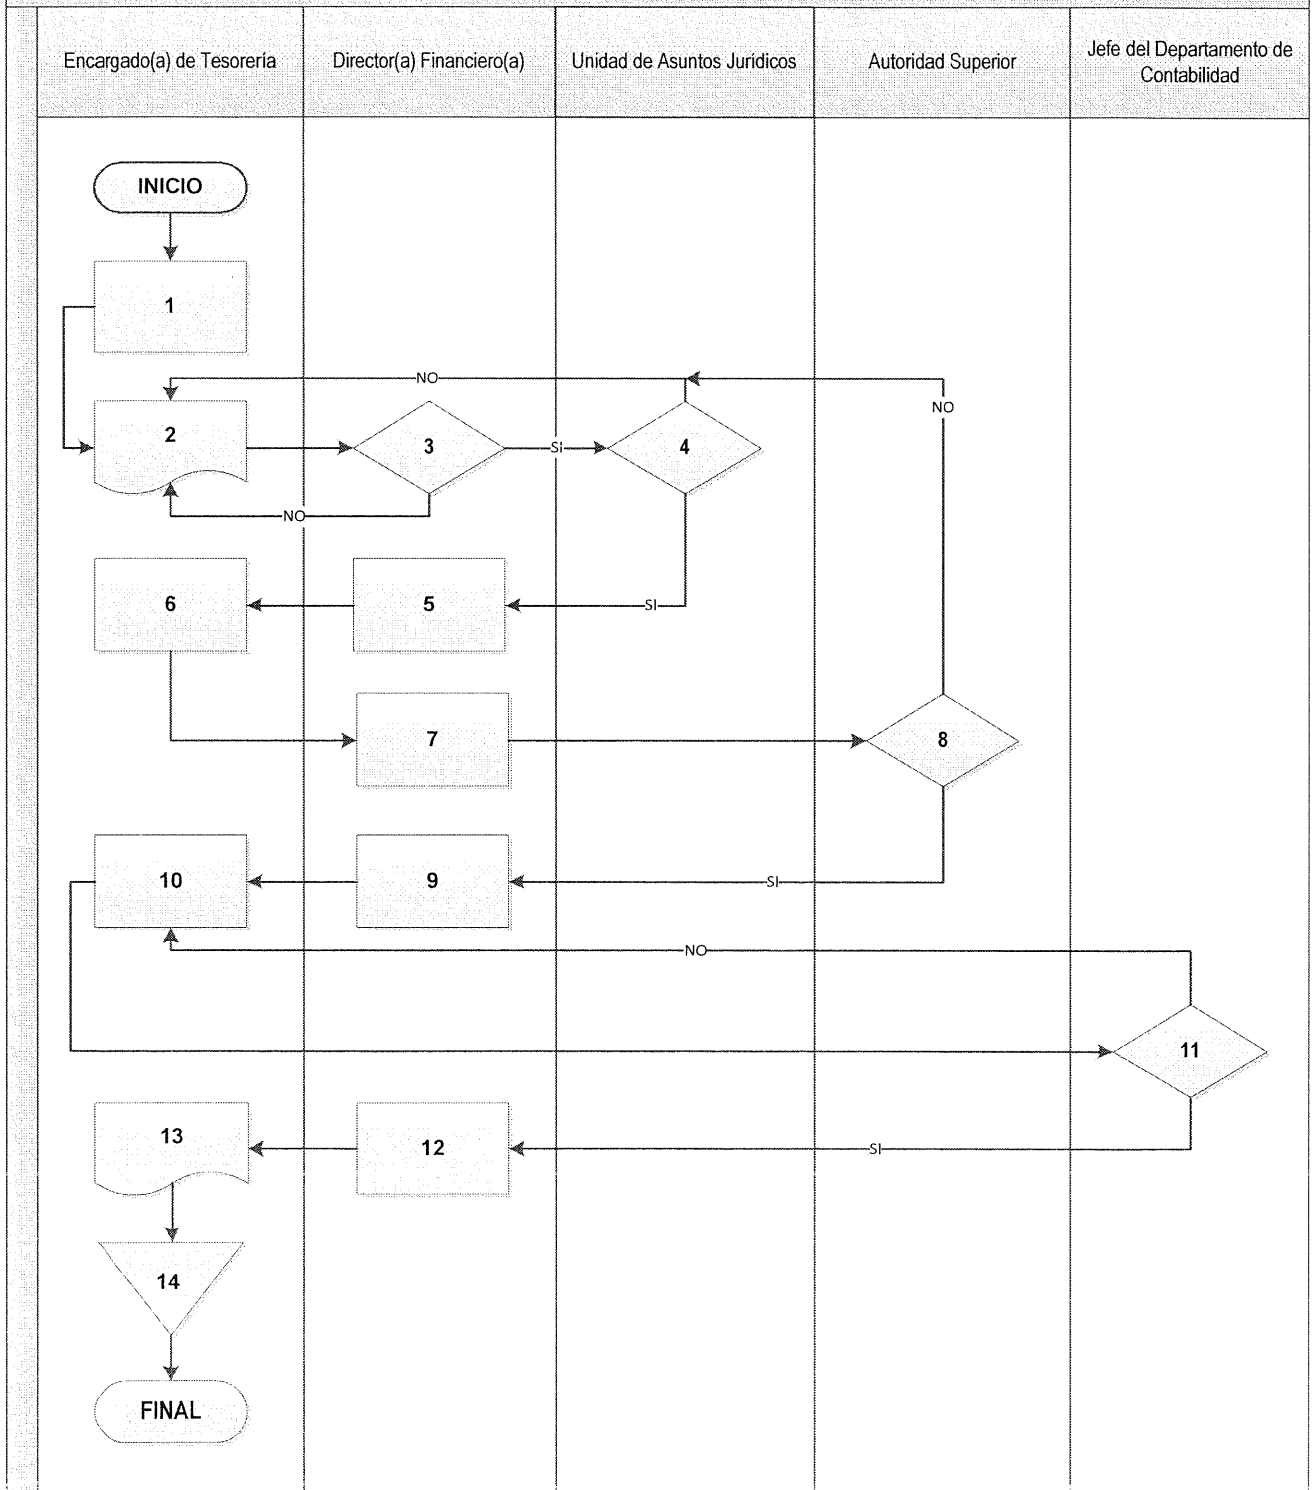 Encargado(a) de Tesorería
Director(a) Financiero(a)
Unidad de Asuntos Jurídicos
Autoridad Superior
Jefe del Departamento de
Contabilidad
INICIO
1
NO
NO
2
3
SI
4
NO
6
5
SI
7
8
10
9
SI
NO
11
13
12
SI
14
FINAL